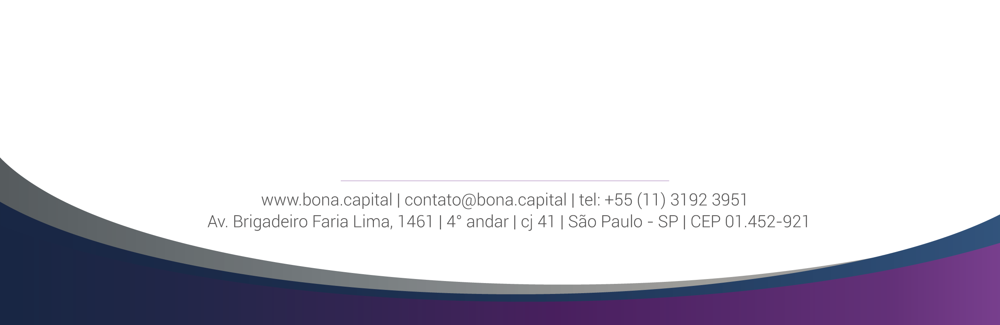 www.bona.capital | contato@bona.capital | tel: +55 (11) 3192 3951
Av. Brigadeiro Faria Lima, 1461 | 4° andar | cj 41 | São Paulo - SP | CEP 01.452-921